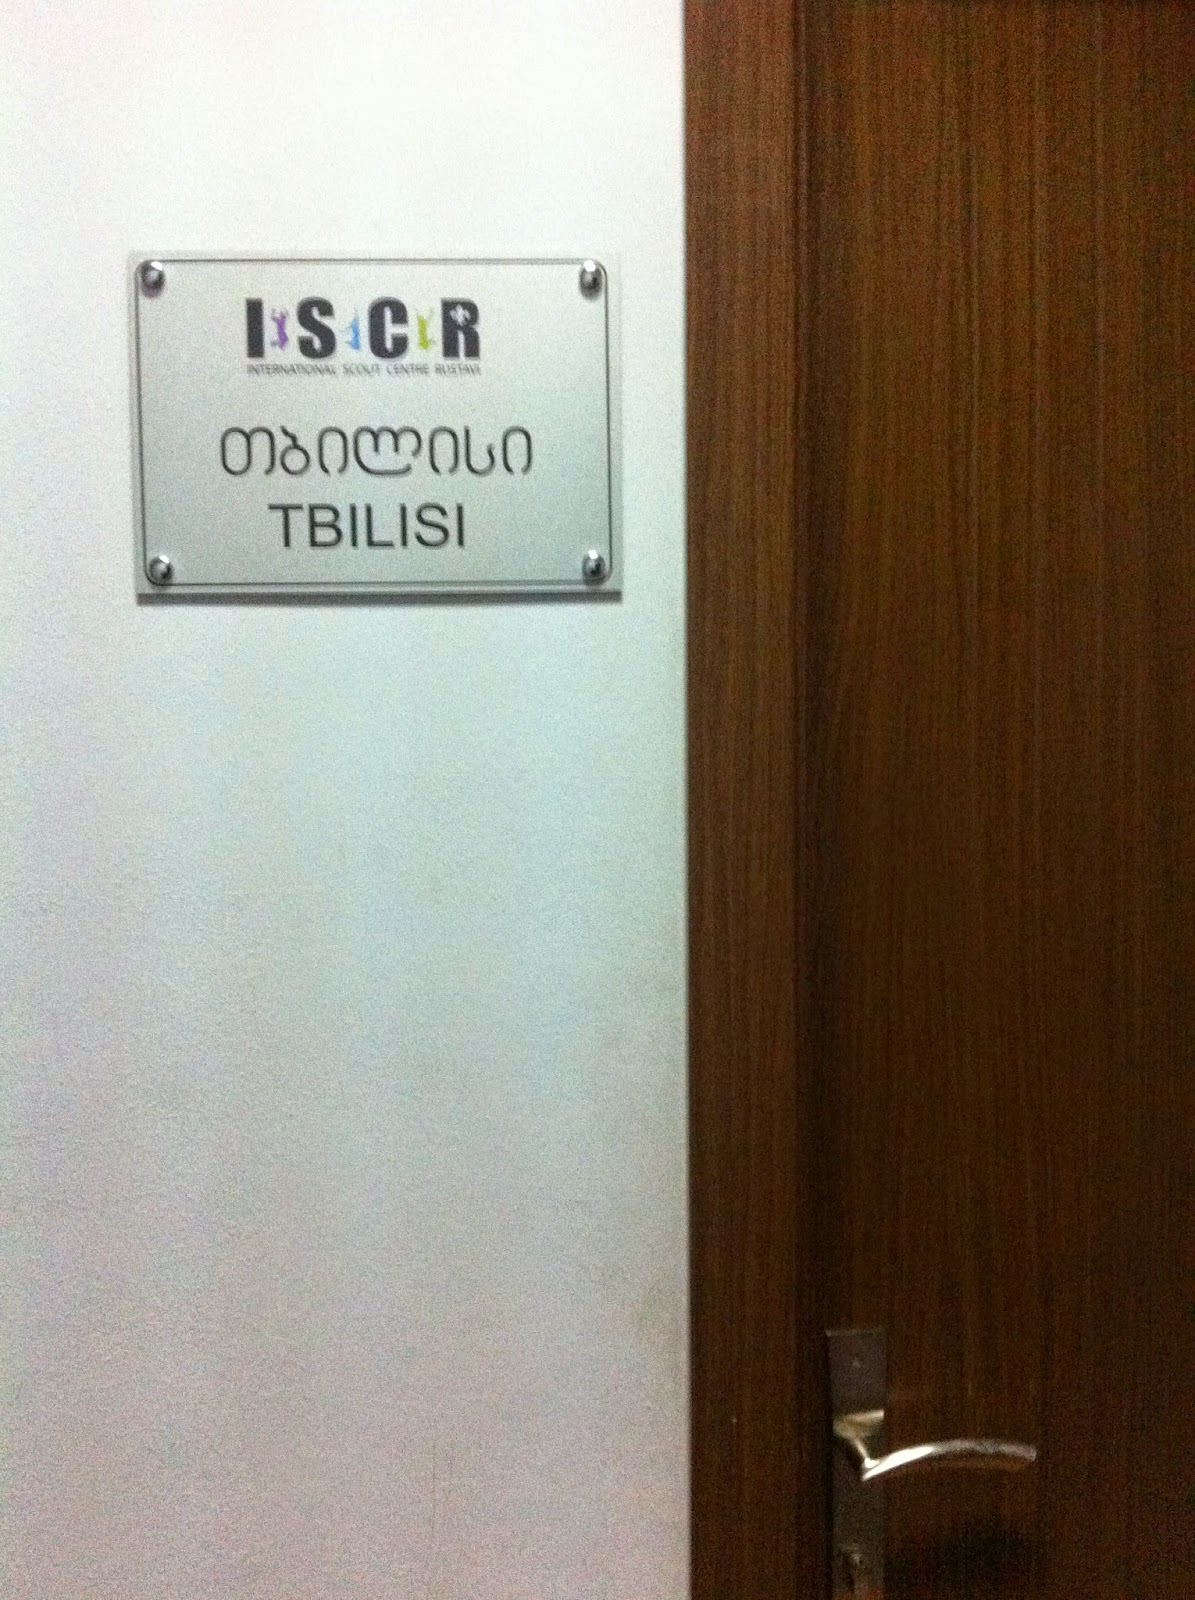 ISCR
INTERNATIONAL SCOUT CENTRE RUSTAVI
თბილისი
TBILISI